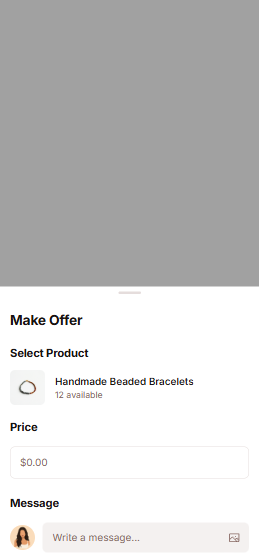 Make Offer
Select Product
Handmade Beaded Bracelets
12 available
Price
$0.00
Message
Write a message...